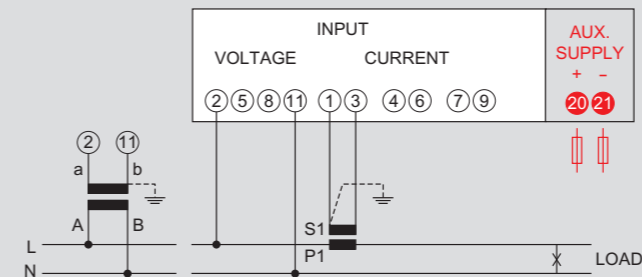 INPUT
VOLTAGE CURRENT
2 5 8 11 1 3 4 6 7 9
AUX.
SUPPLY
+ −
20 21
2 11
a b
A B
S1
P1
L
N
LOAD